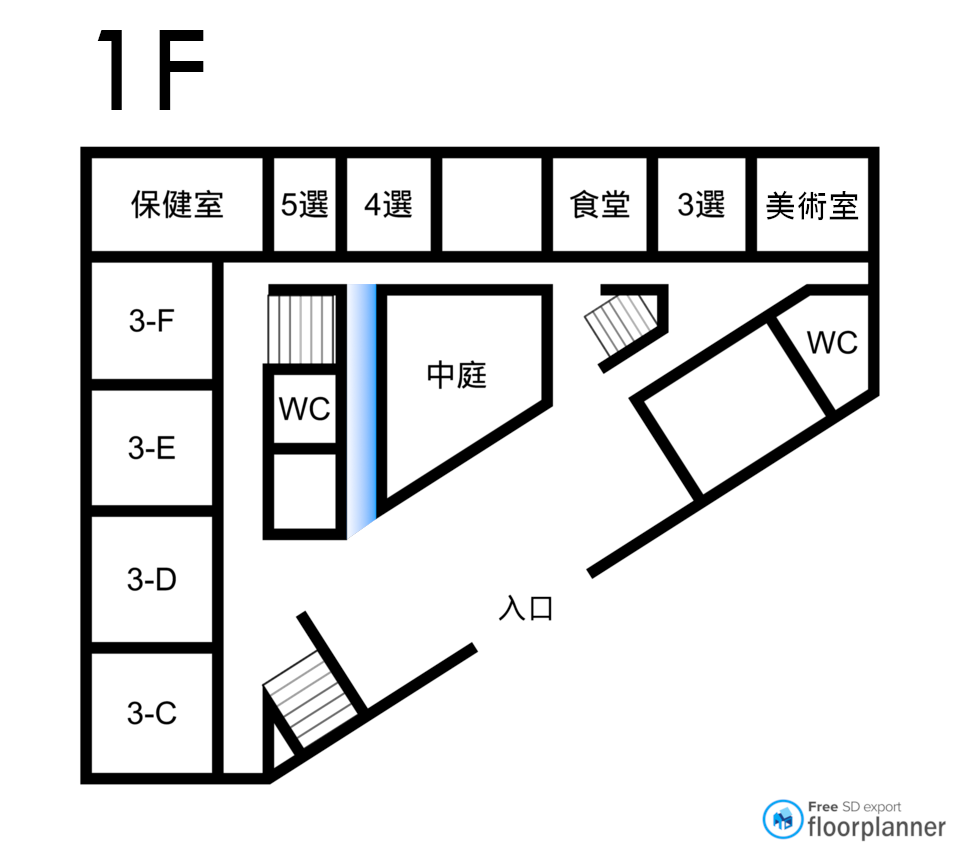 1F
保健室
5選
4選
食堂
3選
美術室
3-F
WC
中庭
WC
3-E
3-D
入口
3-C
Free SD export
floorplanner